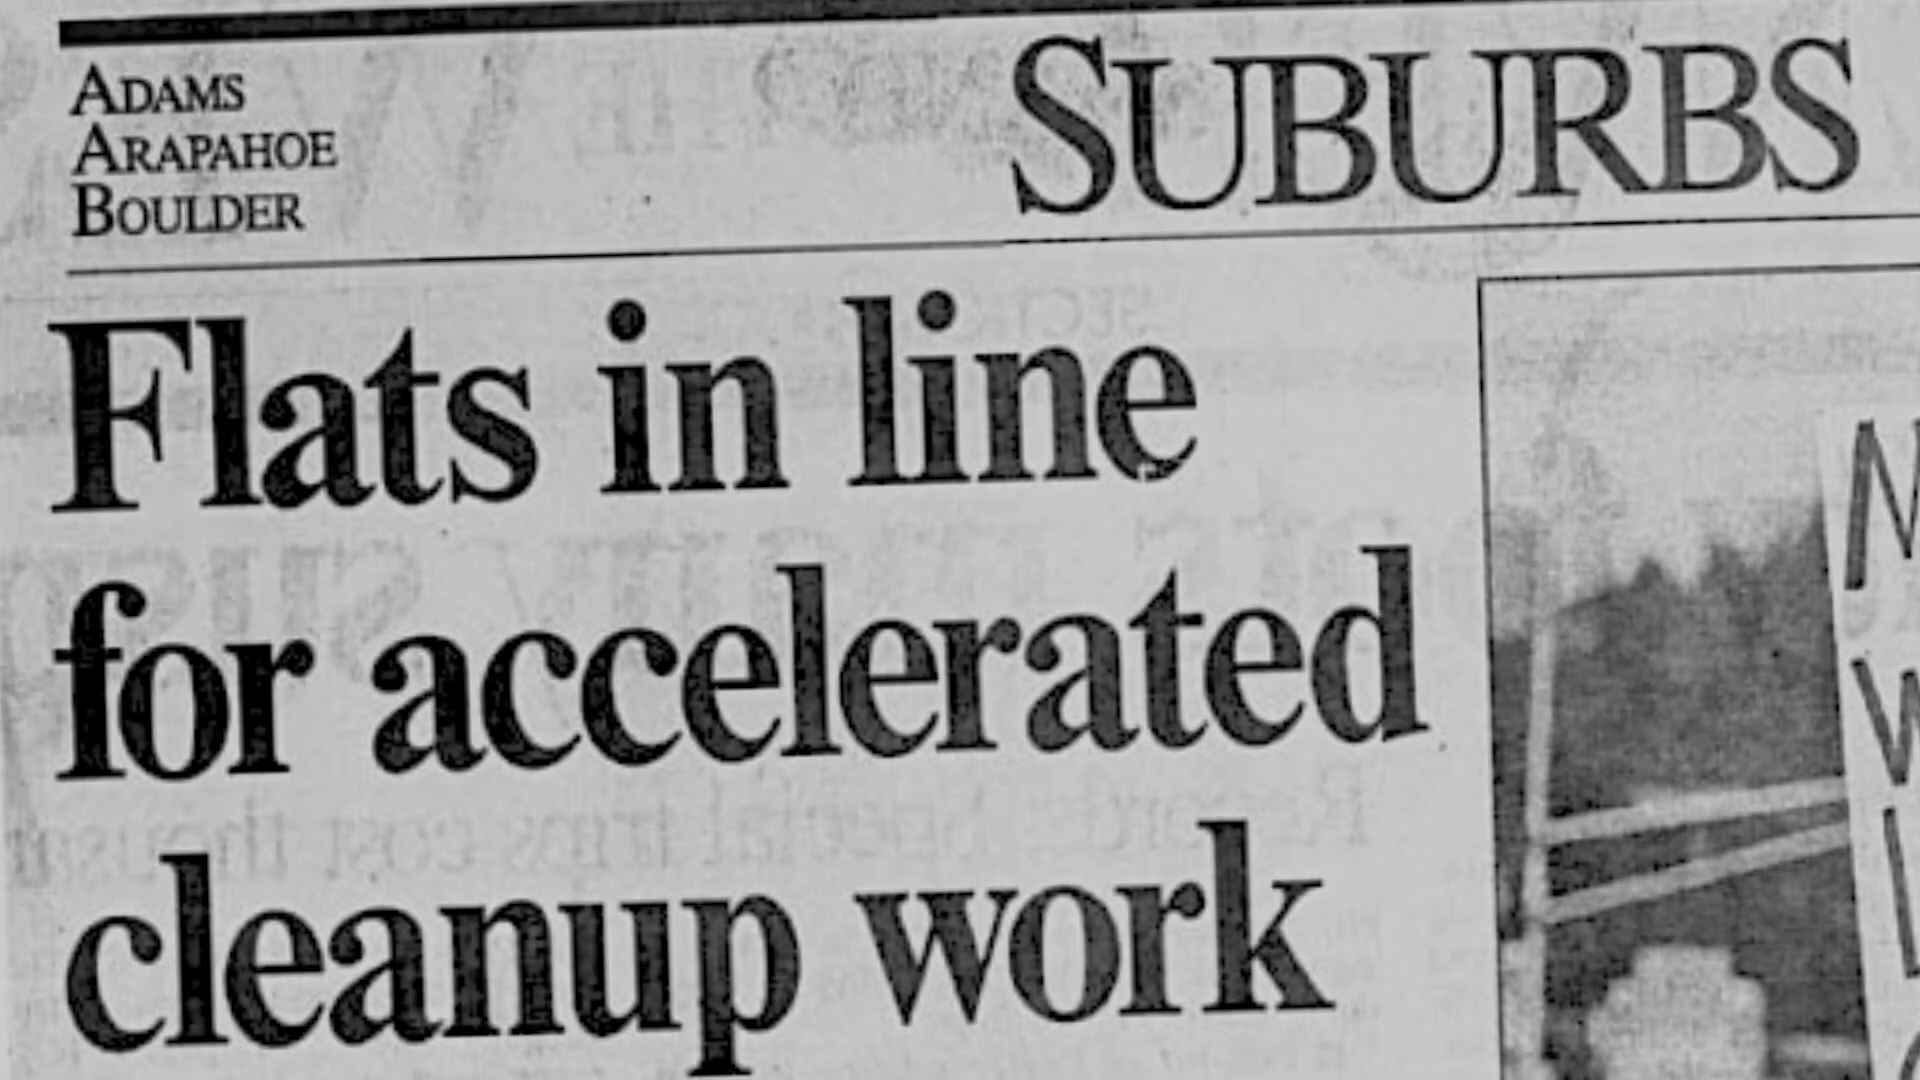 ADAMS
ARAPAHOE
BOULDER
SUBURBS
Flats in line
for accelerated
cleanup work